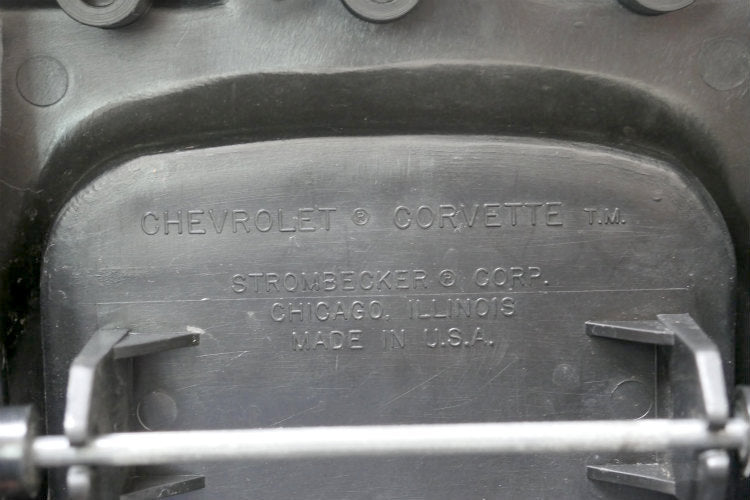 CHEVROLET ® CORVETTE T.M.
STROMBECKER ® CORP.
CHICAGO, ILLINOIS
MADE IN U.S.A.